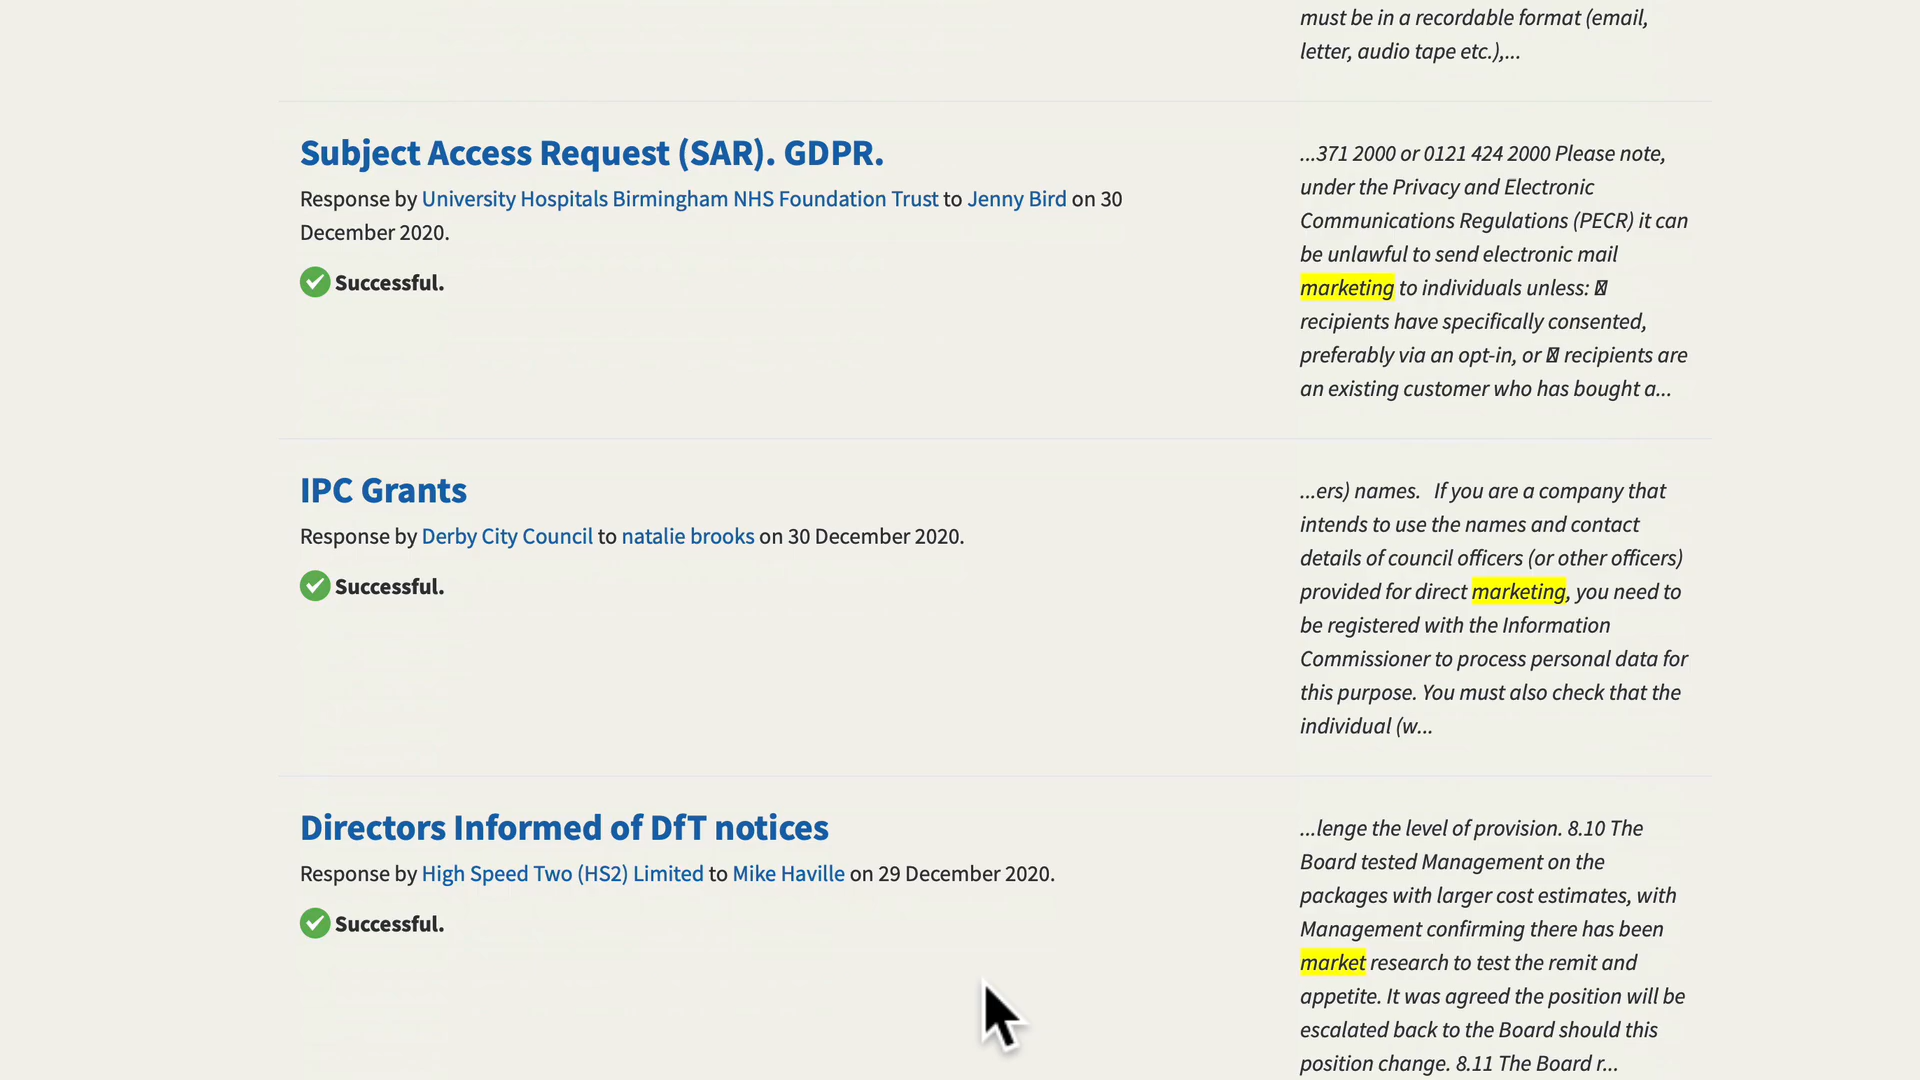 must be in a recordable format (email,
letter, audio tape etc.),...
Subject Access Request (SAR). GDPR.
Response by University Hospitals Birmingham NHS Foundation Trust to Jenny Bird on 30
December 2020.
Successful.
...371 2000 or 0121 424 2000 Please note,
under the Privacy and Electronic
Communications Regulations (PECR) it can
be unlawful to send electronic mail
marketing to individuals unless:
recipients have specifically consented,
preferably via an opt-in, or recipients are
an existing customer who has bought a...
IPC Grants
Response by Derby City Council to natalie brooks on 30 December 2020.
Successful.
...ers) names. If you are a company that
intends to use the names and contact
details of council officers (or other officers)
provided for direct marketing, you need to
be registered with the Information
Commissioner to process personal data for
this purpose. You must also check that the
individual (w...
Directors Informed of DfT notices
Response by High Speed Two (HS2) Limited to Mike Haville on 29 December 2020.
Successful.
...lenge the level of provision. 8.10 The
Board tested Management on the
packages with larger cost estimates, with
Management confirming there has been
market research to test the remit and
appetite. It was agreed the position will be
escalated back to the Board should this
position change. 8.11 The Board r...